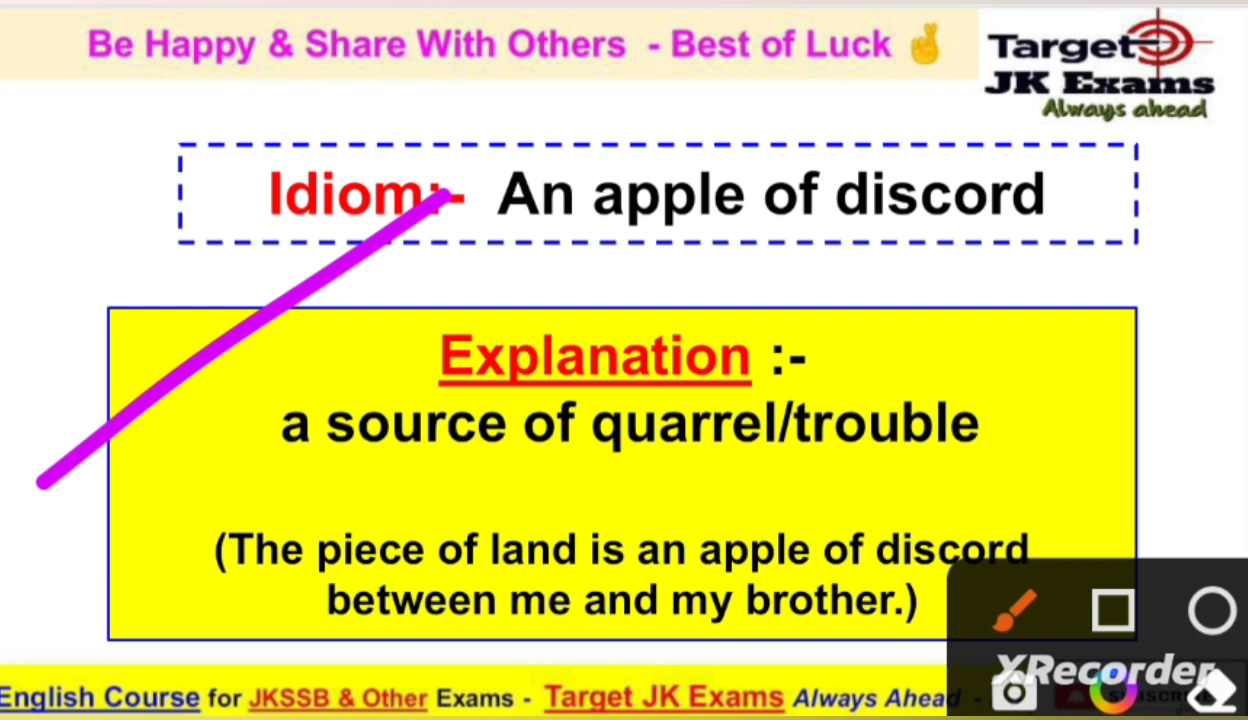 Be Happy & Share With Others - Best of Luck ✌
Target
JK Exams
Always ahead
Idiom:- An apple of discord
Explanation :-
a source of quarrel/trouble
(The piece of land is an apple of discord
between me and my brother.)
XRecorder
English Course for JKSSB & Other Exams - Target JK Exams Always Ahead -